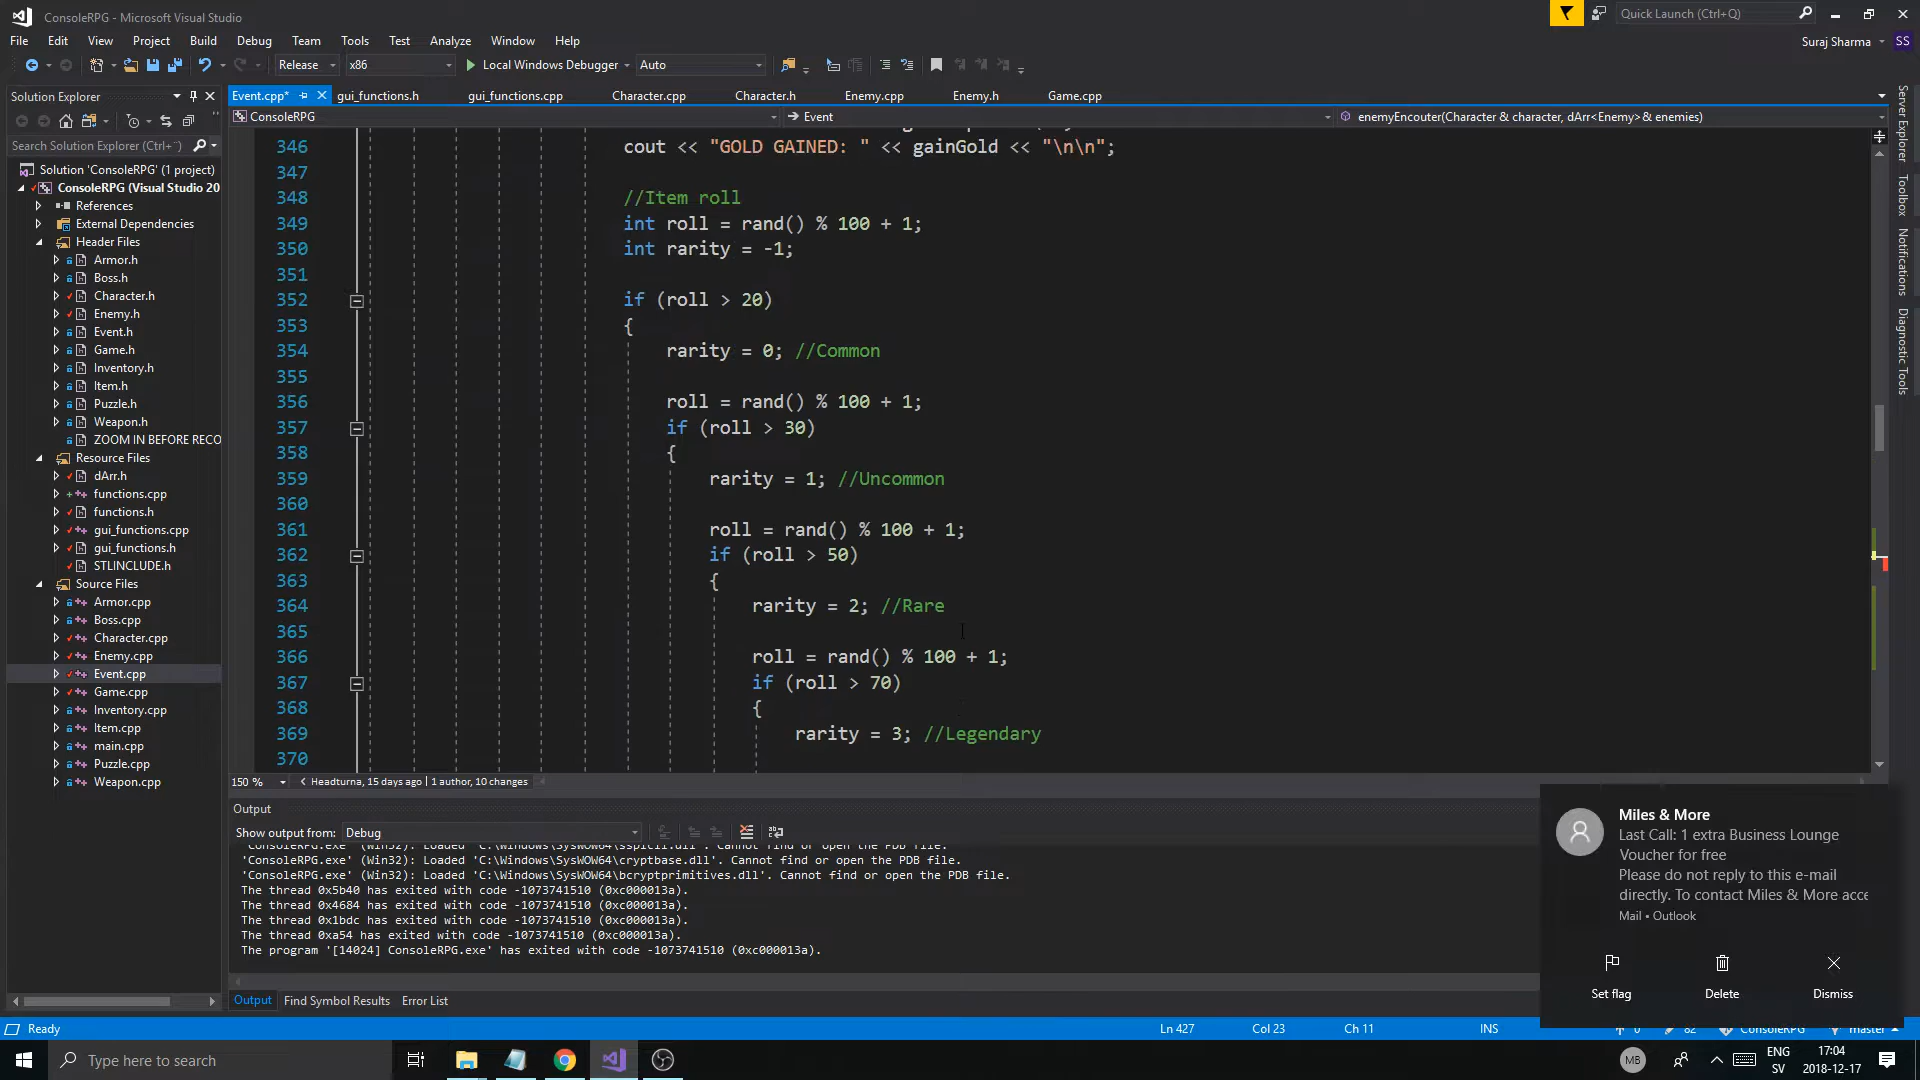 ConsoleRPG - Microsoft Visual Studio
Quick Launch (Ctrl+Q)
File Edit View Project Build Debug Team Tools Test Analyze Window Help
Suraj Sharma SS
Release x86 Local Windows Debugger Auto
Solution Explorer
Event.cpp* gui_functions.h gui_functions.cpp Character.cpp Character.h Enemy.cpp Enemy.h Game.cpp
ConsoleRPG Event enemyEncouter(Character & character, dArr<Enemy>& enemies)
Search Solution Explorer (Ctrl+¨)
Solution 'ConsoleRPG' (1 project)
ConsoleRPG (Visual Studio 20
References
External Dependencies
Header Files
Armor.h
Boss.h
Character.h
Enemy.h
Event.h
Game.h
Inventory.h
Item.h
Puzzle.h
Weapon.h
ZOOM IN BEFORE RECO
Resource Files
dArr.h
functions.cpp
functions.h
gui_functions.cpp
gui_functions.h
STLINCLUDE.h
Source Files
Armor.cpp
Boss.cpp
Character.cpp
Enemy.cpp
Event.cpp
Game.cpp
Inventory.cpp
Item.cpp
main.cpp
Puzzle.cpp
Weapon.cpp
346 cout << "GOLD GAINED: " << gainGold << "\n\n";
347
348 //Item roll
349 int roll = rand() % 100 + 1;
350 int rarity = -1;
351
352 if (roll > 20)
353 {
354 rarity = 0; //Common
355
356 roll = rand() % 100 + 1;
357 if (roll > 30)
358 {
359 rarity = 1; //Uncommon
360
361 roll = rand() % 100 + 1;
362 if (roll > 50)
363 {
364 rarity = 2; //Rare
365
366 roll = rand() % 100 + 1;
367 if (roll > 70)
368 {
369 rarity = 3; //Legendary
370
150 % Headturna, 15 days ago | 1 author, 10 changes
Output
Show output from: Debug
'ConsoleRPG.exe' (Win32): Loaded 'C:\Windows\SysWOW64\sspicli.dll'. Cannot find or open the PDB file.
'ConsoleRPG.exe' (Win32): Loaded 'C:\Windows\SysWOW64\cryptbase.dll'. Cannot find or open the PDB file.
'ConsoleRPG.exe' (Win32): Loaded 'C:\Windows\SysWOW64\bcryptprimitives.dll'. Cannot find or open the PDB file.
The thread 0x5b40 has exited with code -1073741510 (0xc000013a).
The thread 0x4684 has exited with code -1073741510 (0xc000013a).
The thread 0x1bdc has exited with code -1073741510 (0xc000013a).
The thread 0xa54 has exited with code -1073741510 (0xc000013a).
The program '[14024] ConsoleRPG.exe' has exited with code -1073741510 (0xc000013a).
Output Find Symbol Results Error List
Server Explorer
Toolbox
Notifications
Diagnostic Tools
Miles & More
Last Call: 1 extra Business Lounge
Voucher for free
Please do not reply to this e-mail
directly. To contact Miles & More acce
Mail • Outlook
Set flag Delete Dismiss
Ready Ln 427 Col 23 Ch 11 INS 0 82 ConsoleRPG master
Type here to search
MB
ENG
SV
17:04
2018-12-17